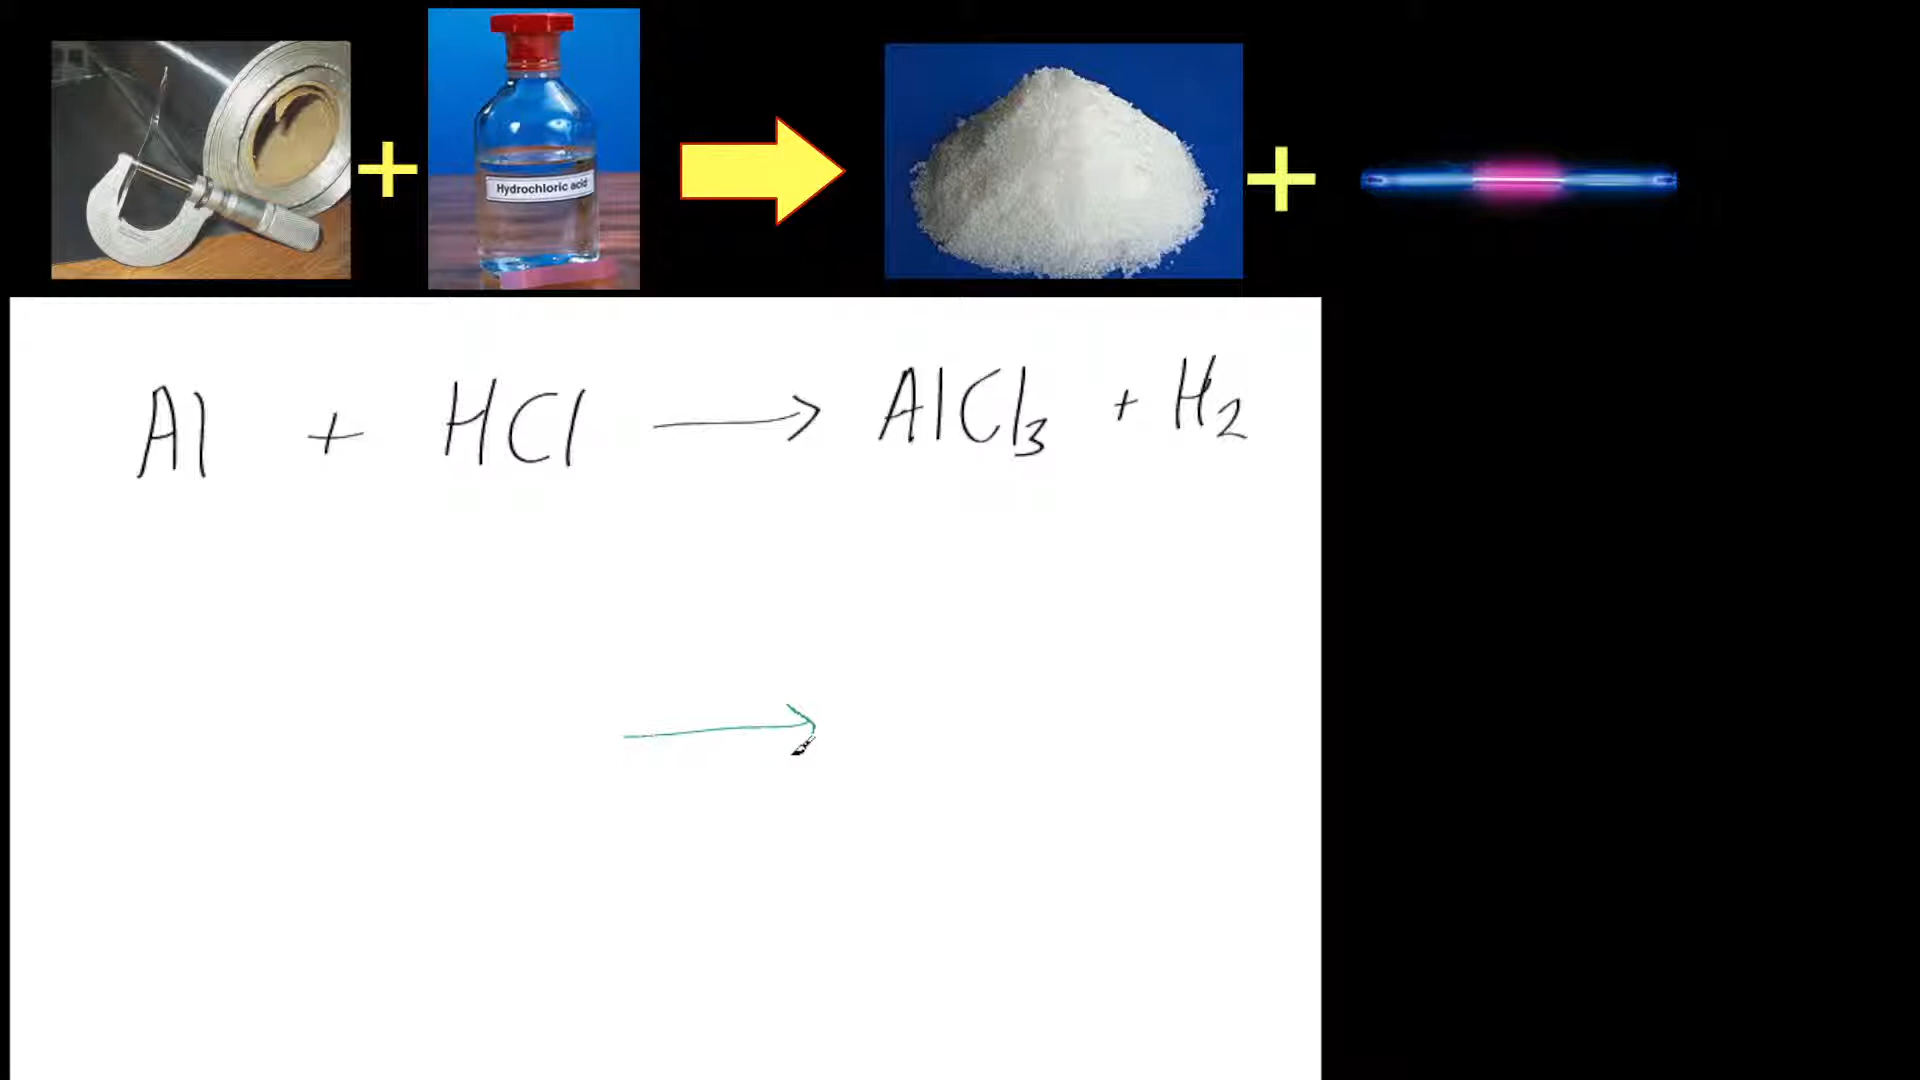 Hydrochloric acid
Al + HCl → AlCl₃ + H₂